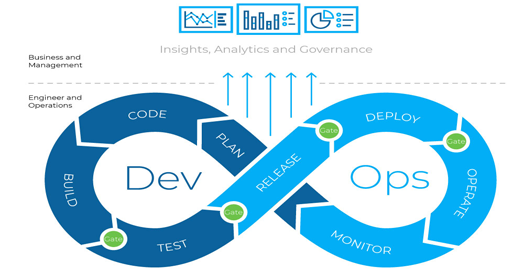 Insights, Analytics and Governance
Business and
Management
Engineer and
Operations
CODE
PLAN
BUILD
TEST
Dev
RELEASE
DEPLOY
OPERATE
MONITOR
Ops
Gate
Gate
Gate
Gate